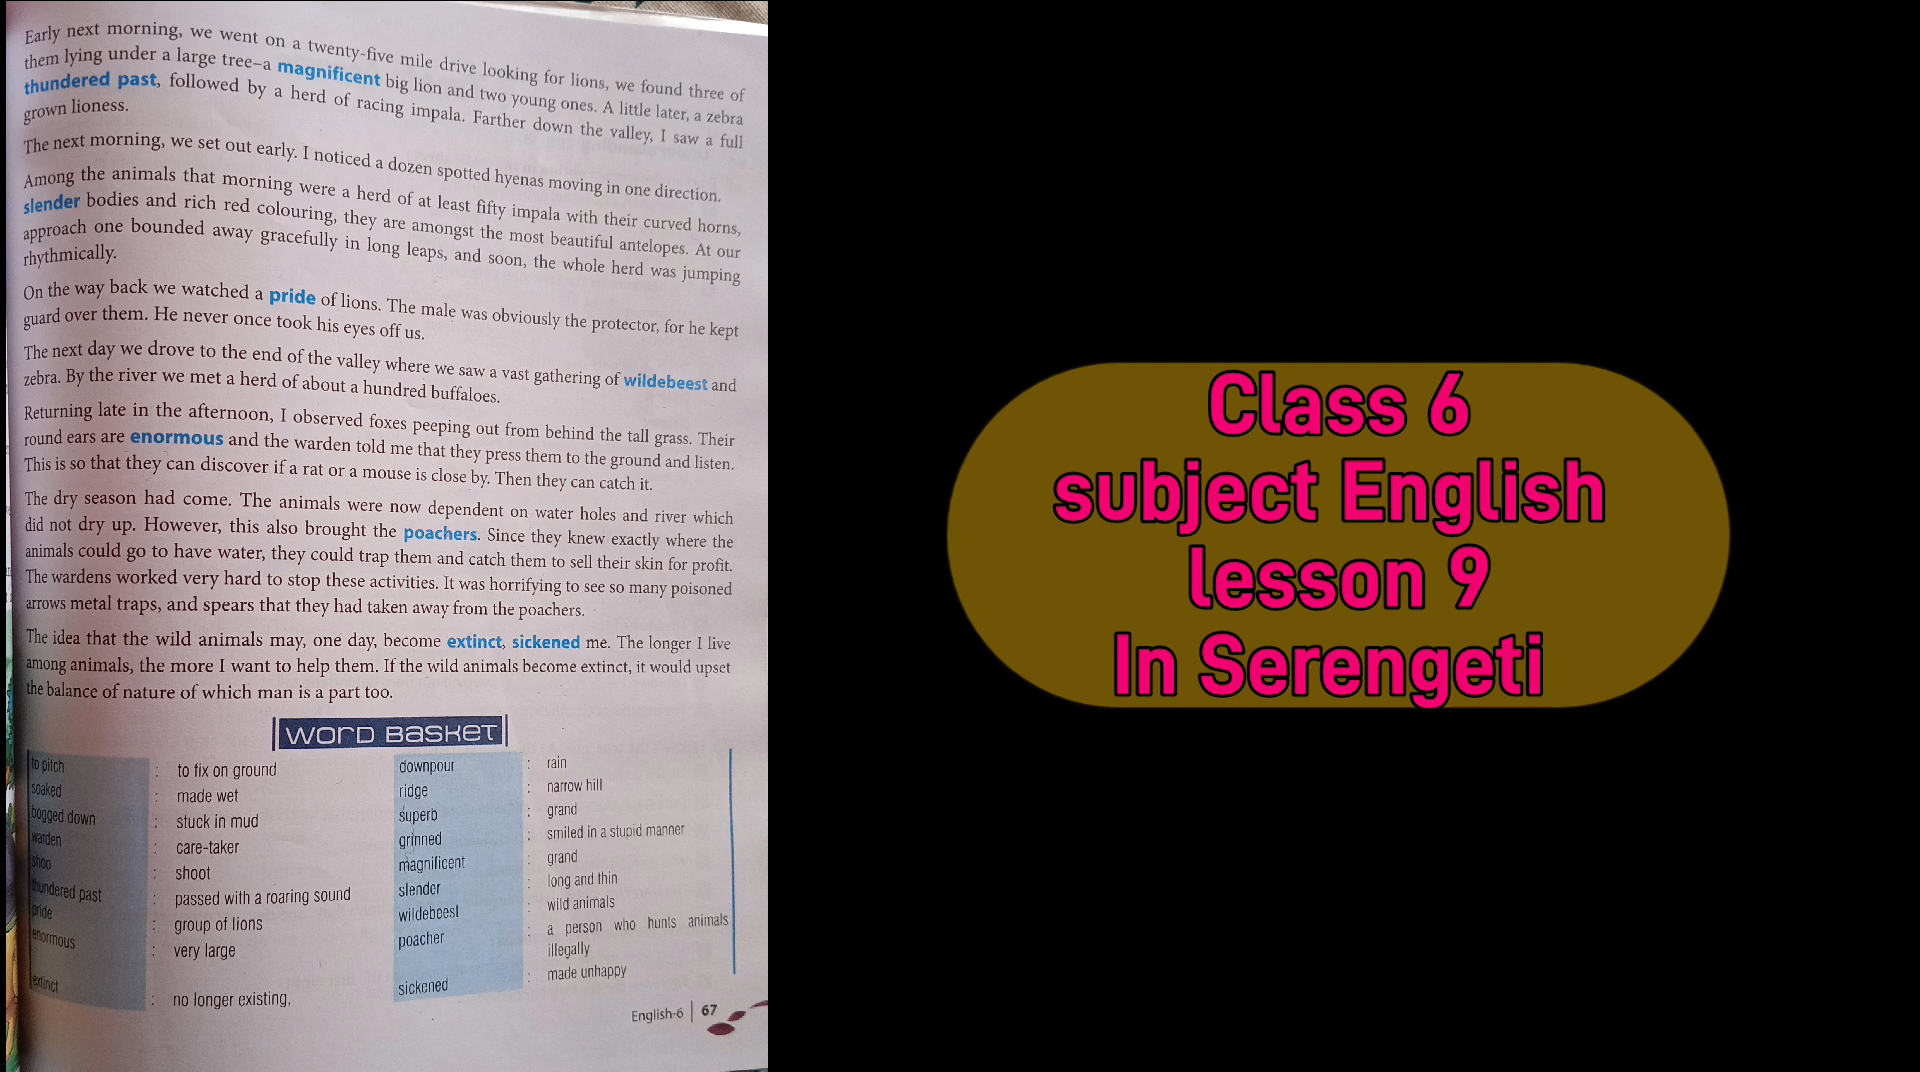 Early next morning, we went on a twenty-five mile drive looking for lions, we found three of
them lying under a large tree–a magnificent big lion and two young ones. A little later, a zebra
thundered past, followed by a herd of racing impala. Farther down the valley, I saw a full
grown lioness.
The next morning, we set out early. I noticed a dozen spotted hyenas moving in one direction.
Among the animals that morning were a herd of at least fifty impala with their curved horns,
slender bodies and rich red colouring, they are amongst the most beautiful antelopes. At our
approach one bounded away gracefully in long leaps, and soon, the whole herd was jumping
rhythmically.
On the way back we watched a pride of lions. The male was obviously the protector, for he kept
guard over them. He never once took his eyes off us.
The next day we drove to the end of the valley where we saw a vast gathering of wildebeest and
zebra. By the river we met a herd of about a hundred buffaloes.
Returning late in the afternoon, I observed foxes peeping out from behind the tall grass. Their
round ears are enormous and the warden told me that they press them to the ground and listen.
This is so that they can discover if a rat or a mouse is close by. Then they can catch it.
The dry season had come. The animals were now dependent on water holes and river which
did not dry up. However, this also brought the poachers. Since they knew exactly where the
animals could go to have water, they could trap them and catch them to sell their skin for profit.
The wardens worked very hard to stop these activities. It was horrifying to see so many poisoned
arrows metal traps, and spears that they had taken away from the poachers.
The idea that the wild animals may, one day, become extinct, sickened me. The longer I live
among animals, the more I want to help them. If the wild animals become extinct, it would upset
the balance of nature of which man is a part too.
WORD BASKET
to pitch : to fix on ground
soaked : made wet
bogged down : stuck in mud
warden : care-taker
shoo : shoot
thundered past : passed with a roaring sound
pride : group of lions
enormous : very large
extinct : no longer existing,
downpour : rain
ridge : narrow hill
superb : grand
grinned : smiled in a stupid manner
magnificent : grand
slender : long and thin
wildebeest : wild animals
poacher : a person who hunts animals
illegally
sickened : made unhappy
English-6 | 67
Class 6
subject English
lesson 9
In Serengeti